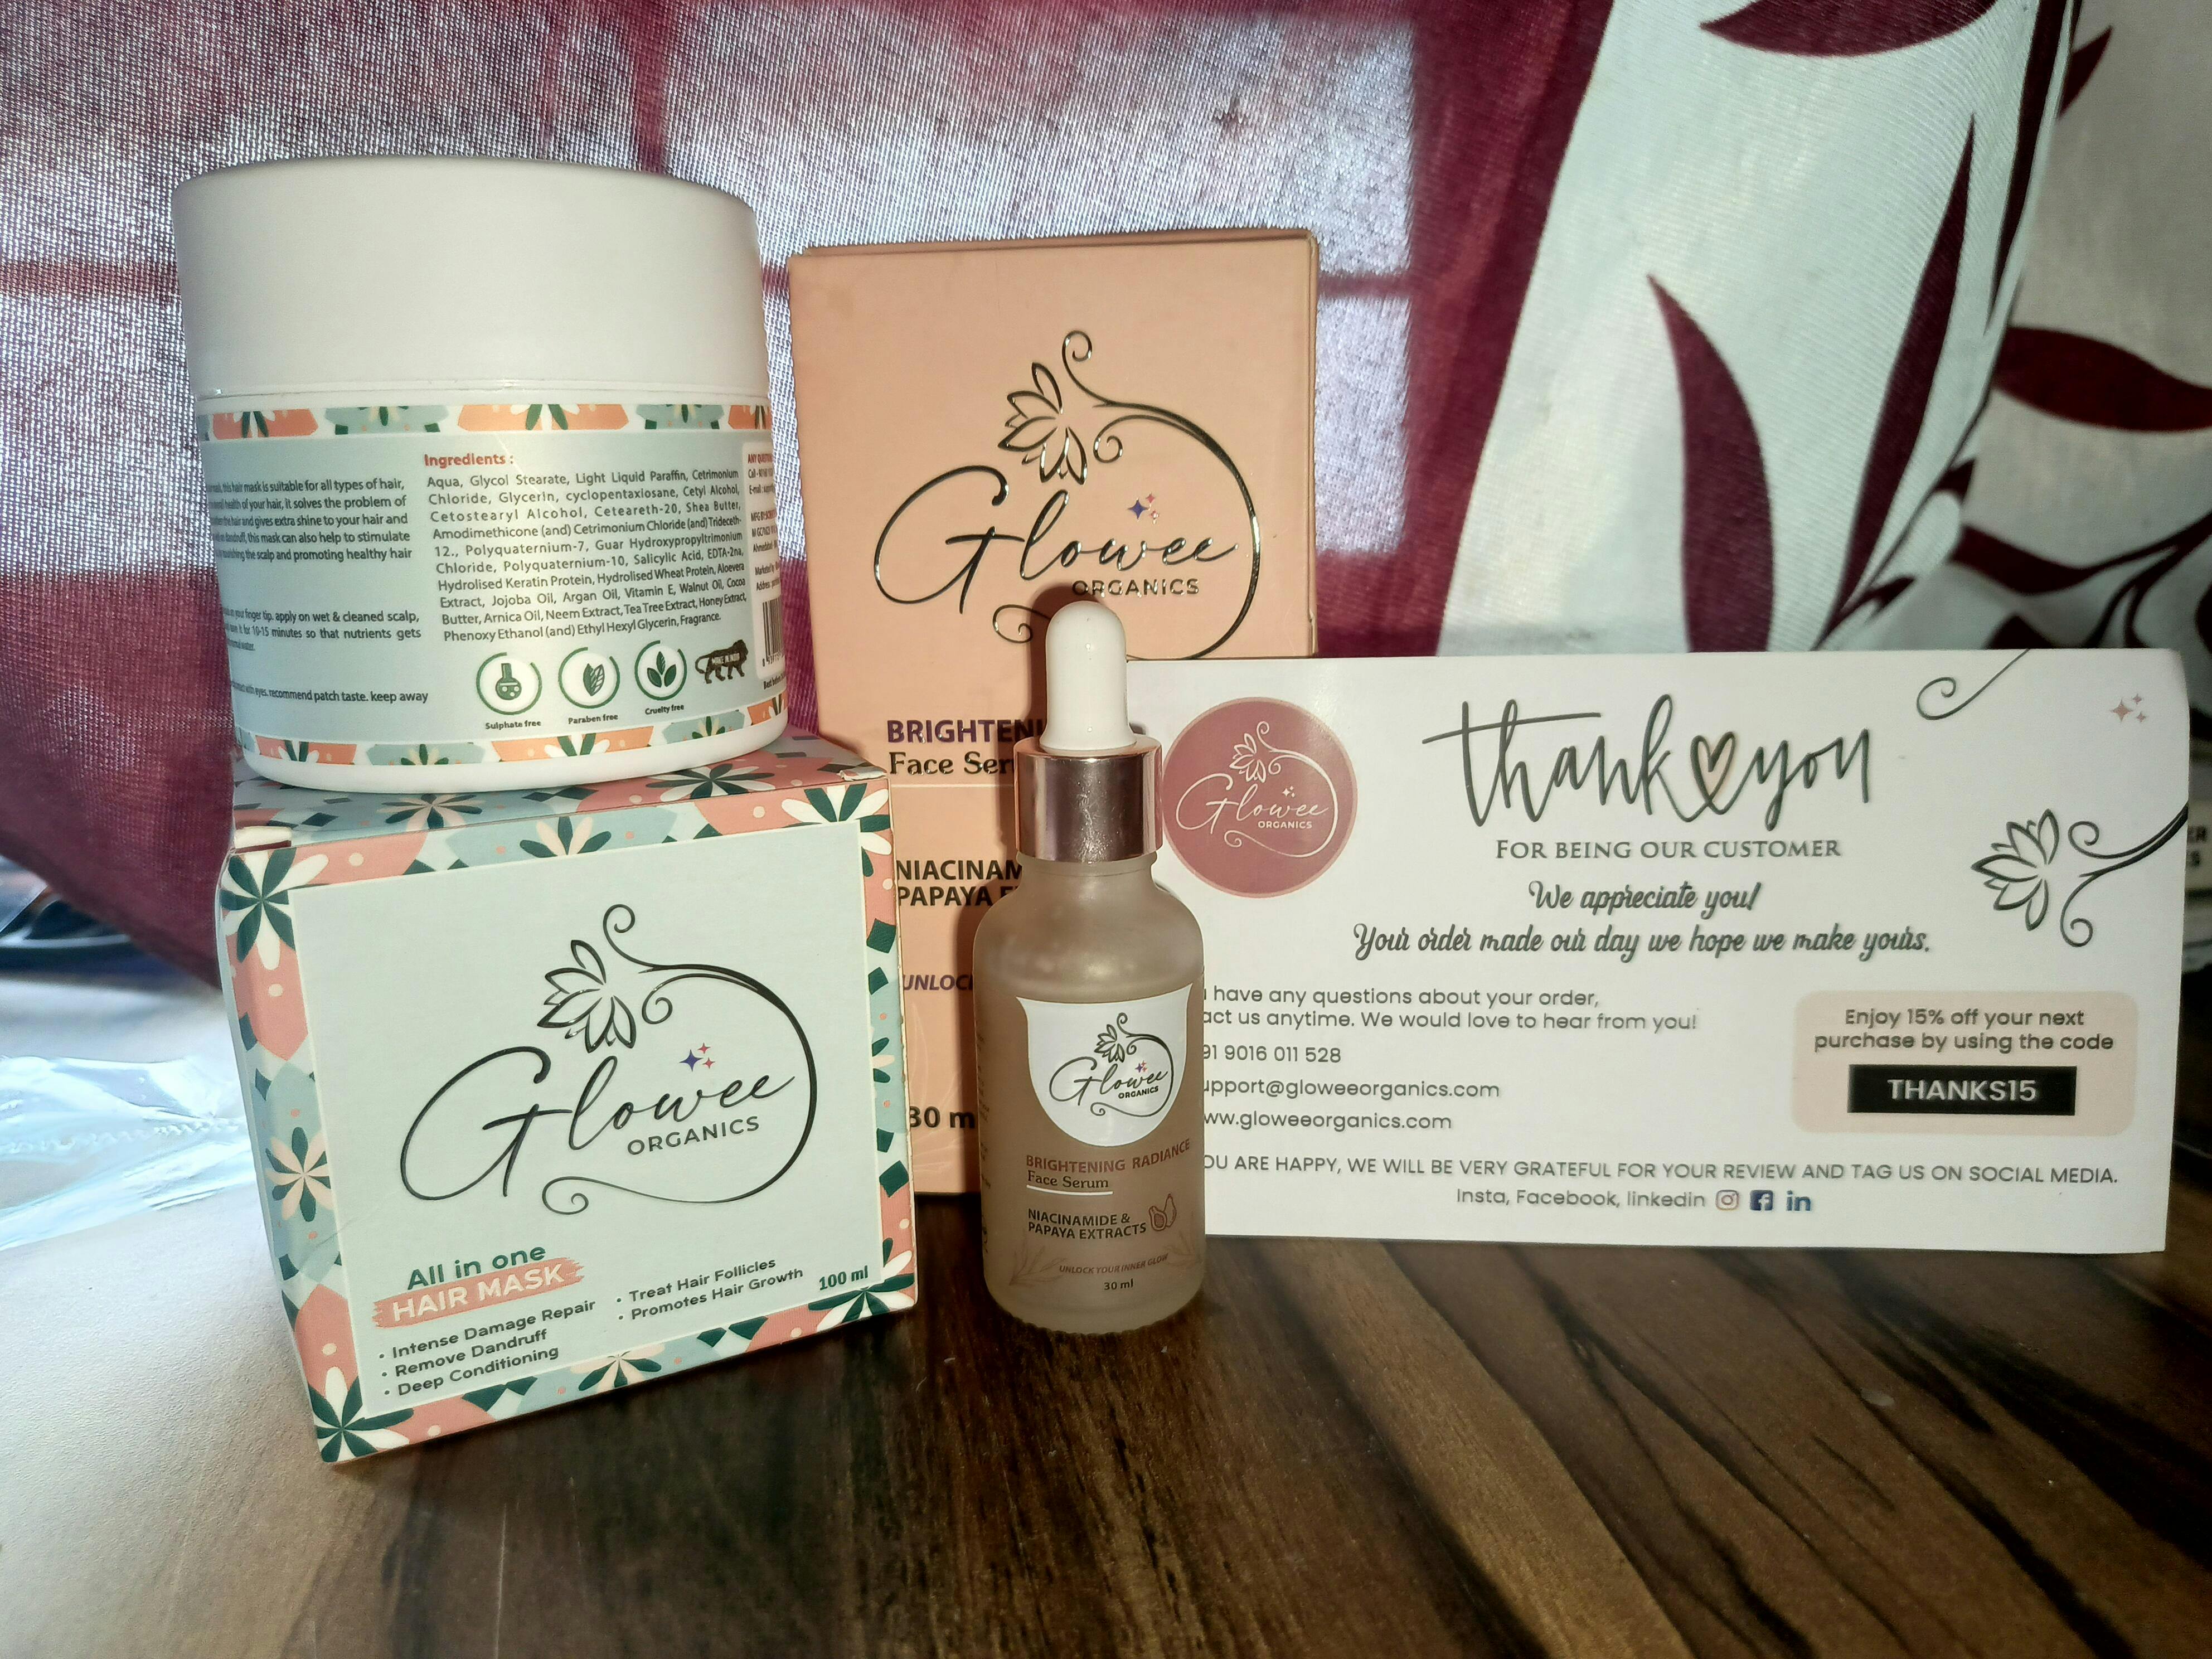 mask, this hair mask is suitable for all types of hair,
health of your hair, it solves the problem of
the hair and gives extra shine to your hair and
dandruff, this mask can also help to stimulate
nourishing the scalp and promoting healthy hair
your finger tip, apply on wet & cleaned scalp,
it for 10-15 minutes so that nutrients gets
water.
with eyes. recommend patch taste. keep away
Ingredients :
Aqua, Glycol Stearate, Light Liquid Paraffin, Cetrimonium
Chloride, Glycerin, cyclopentaxiosane, Cetyl Alcohol,
Cetostearyl Alcohol, Ceteareth-20, Shea Butter,
Amodimethicone (and) Cetrimonium Chloride (and) Trideceth-
12., Polyquaternium-7, Guar Hydroxypropyltrimonium
Chloride, Polyquaternium-10, Salicylic Acid, EDTA-2na,
Hydrolised Keratin Protein, Hydrolised Wheat Protein, Aloevera
Extract, Jojoba Oil, Argan Oil, Vitamin E, Walnut Oil, Cocoa
Butter, Arnica Oil, Neem Extract, Tea Tree Extract, Honey Extract,
Phenoxy Ethanol (and) Ethyl Hexyl Glycerin, Fragrance.
Sulphate free
Paraben free
Cruelty free
MAKE IN INDIA
ANY
Glowee
ORGANICS
All in one
HAIR MASK
• Intense Damage Repair
• Remove Dandruff
• Deep Conditioning
• Treat Hair Follicles
• Promotes Hair Growth
100 ml
Glowee
ORGANICS
BRIGHTENI
Face Ser
NIACINAM
PAPAYA E
UNLOC
30 m
Glowee
ORGANICS
BRIGHTENING RADIANCE
Face Serum
NIACINAMIDE &
PAPAYA EXTRACTS
UNLOCK YOUR INNER GLOW
30 ml
Glowee
ORGANICS
thank you
FOR BEING OUR CUSTOMER
We appreciate you!
Your order made our day we hope we make yours.
have any questions about your order,
act us anytime. We would love to hear from you!
91 9016 011 528
upport@gloweeorganics.com
ww.gloweeorganics.com
Enjoy 15% off your next
purchase by using the code
THANKS15
OU ARE HAPPY, WE WILL BE VERY GRATEFUL FOR YOUR REVIEW AND TAG US ON SOCIAL MEDIA.
Insta, Facebook, linkedin